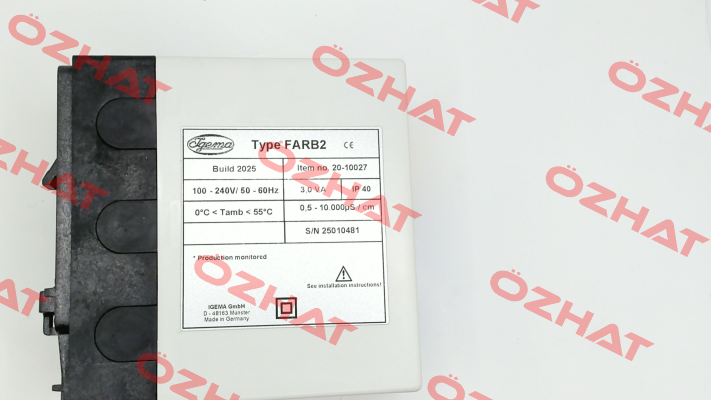 Igema Type FARB2 CE
Build 2025 Item no. 20-10027
100 - 240V/ 50 - 60Hz 3,0 VA IP 40
0°C < Tamb < 55°C 0,5 - 10.000µS / cm
S/N 25010481
* Production monitored
See installation instructions!
IGEMA GmbH
D - 48163 Münster
Made in Germany
ÖZHAT
ÖZHAT
ÖZHAT
ÖZHAT
ÖZHAT
ÖZHAT
ÖZHAT
ÖZHAT